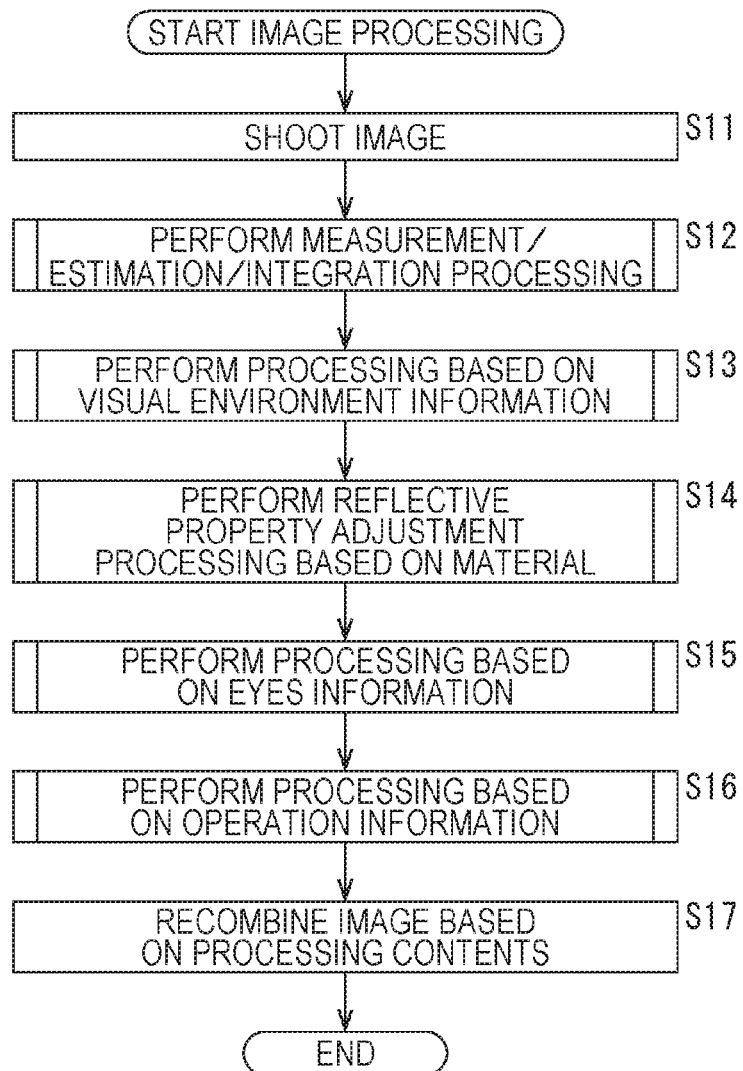 START IMAGE PROCESSING
SHOOT IMAGE
S11
PERFORM MEASUREMENT/
ESTIMATION/INTEGRATION PROCESSING
S12
PERFORM PROCESSING BASED ON
VISUAL ENVIRONMENT INFORMATION
S13
PERFORM REFLECTIVE
PROPERTY ADJUSTMENT
PROCESSING BASED ON MATERIAL
S14
PERFORM PROCESSING BASED
ON EYES INFORMATION
S15
PERFORM PROCESSING BASED
ON OPERATION INFORMATION
S16
RECOMBINE IMAGE BASED
ON PROCESSING CONTENTS
S17
END